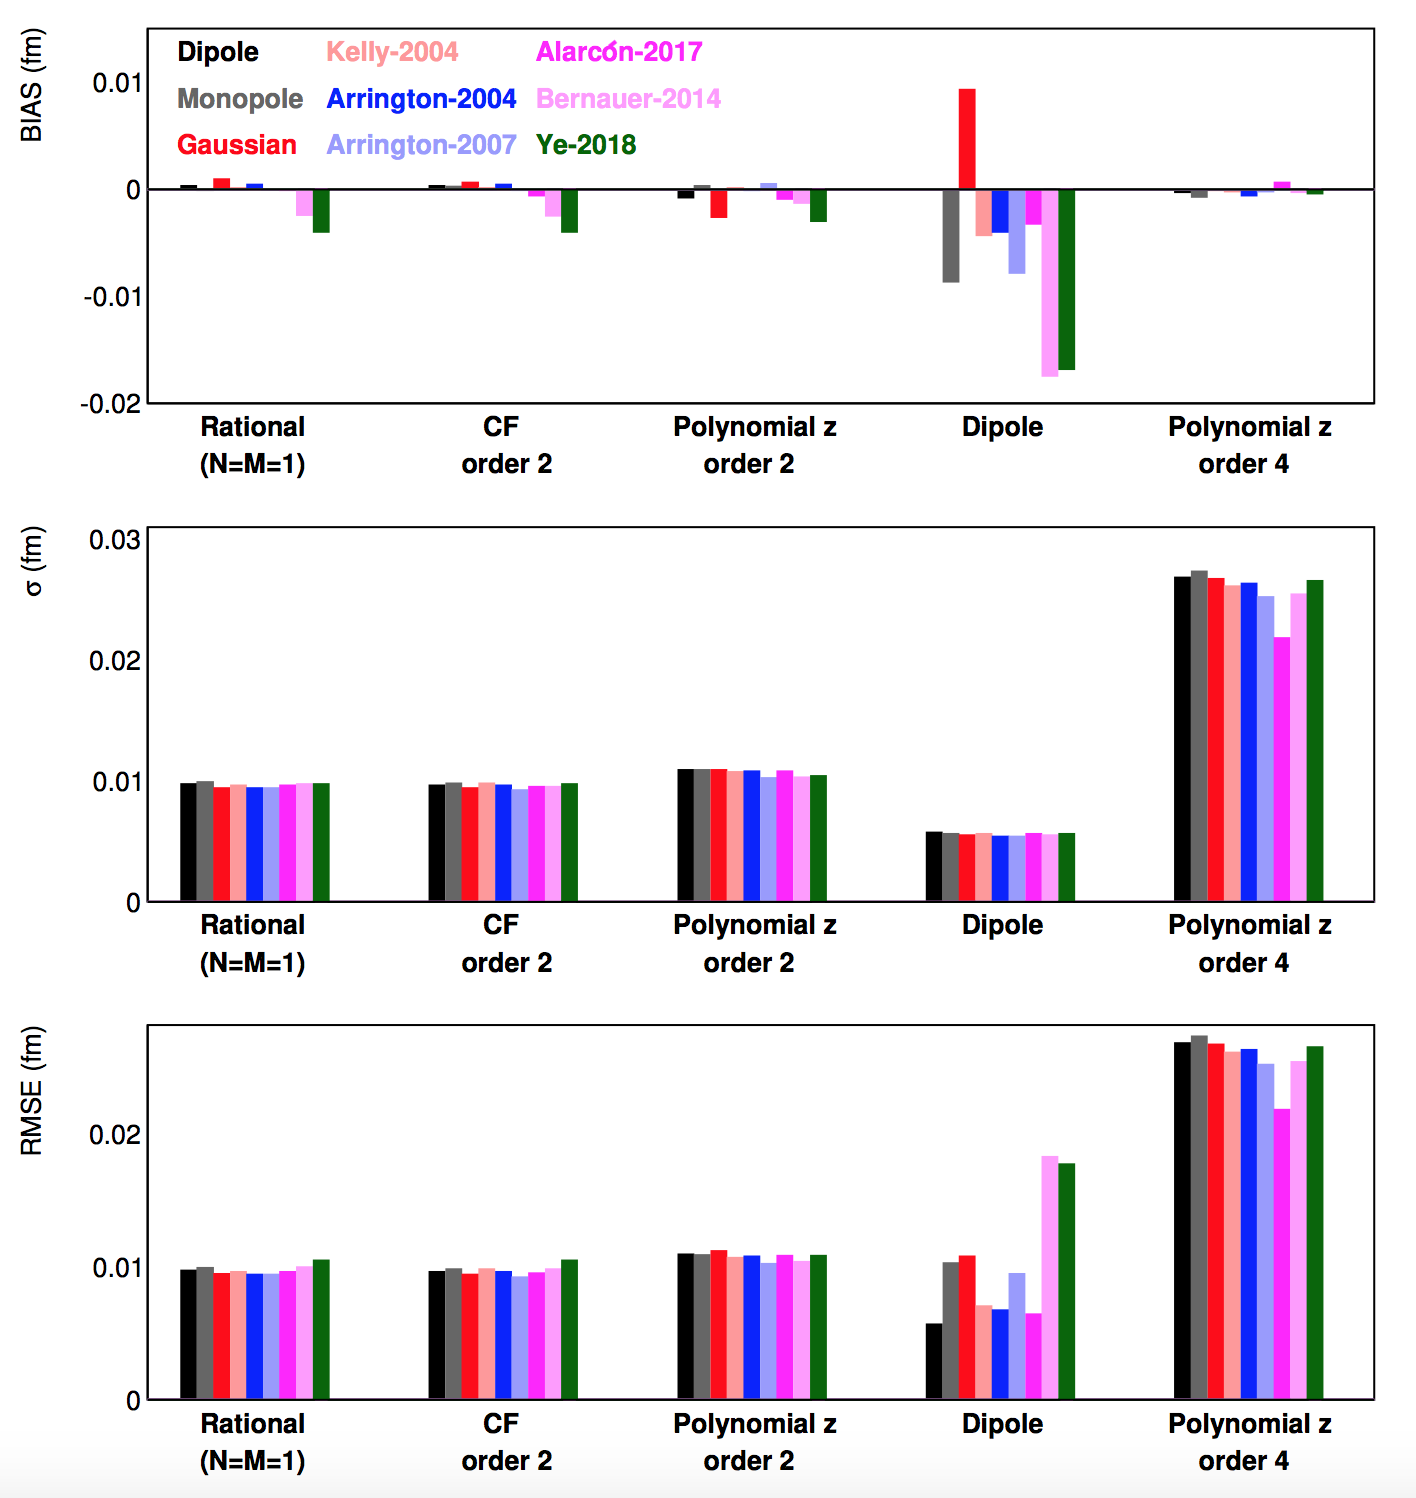 BIAS (fm)
Dipole Kelly-2004 Alarcón-2017
Monopole Arrington-2004 Bernauer-2014
Gaussian Arrington-2007 Ye-2018
0.01
0
-0.01
-0.02
Rational CF Polynomial z Dipole Polynomial z
(N=M=1) order 2 order 2 order 4
σ (fm)
0.03
0.02
0.01
0
Rational CF Polynomial z Dipole Polynomial z
(N=M=1) order 2 order 2 order 4
RMSE (fm)
0.02
0.01
0
Rational CF Polynomial z Dipole Polynomial z
(N=M=1) order 2 order 2 order 4